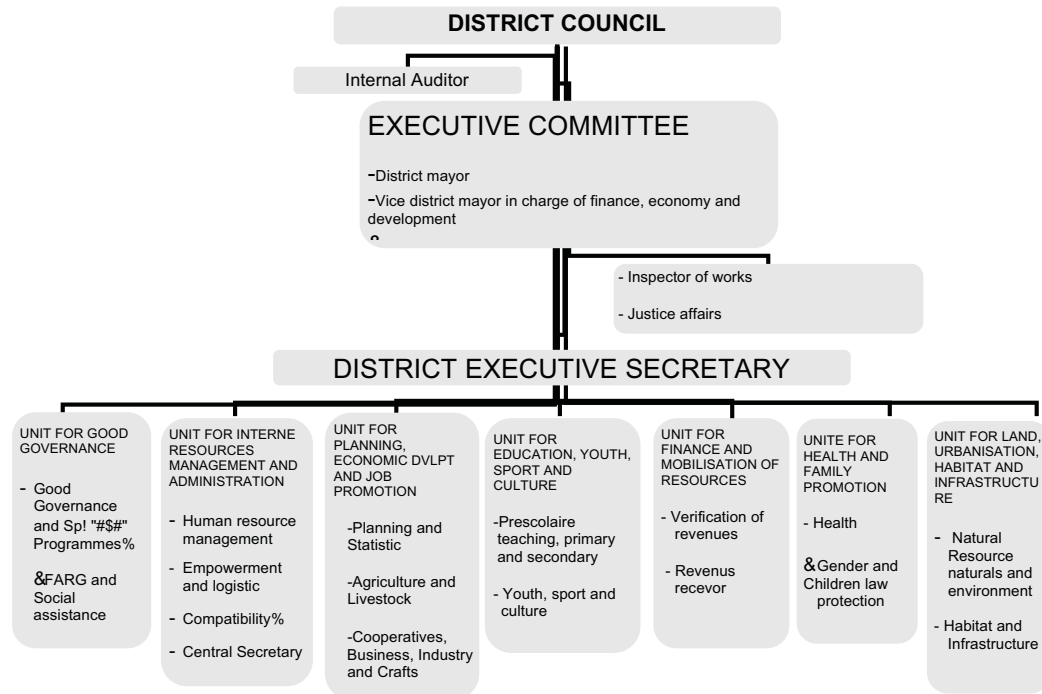 DISTRICT COUNCIL
Internal Auditor
EXECUTIVE COMMITTEE
-District mayor
-Vice district mayor in charge of finance, economy and
development
- Inspector of works
- Justice affairs
DISTRICT EXECUTIVE SECRETARY
UNIT FOR GOOD
GOVERNANCE
- Good
Governance
and Sp! "#$#"
Programmes%
&FARG and
Social
assistance
UNIT FOR INTERNE
RESOURCES
MANAGEMENT AND
ADMINISTRATION
- Human resource
management
- Empowerment
and logistic
- Compatibility%
- Central Secretary
UNIT FOR
PLANNING,
ECONOMIC DVLPT
AND JOB
PROMOTION
-Planning and
Statistic
-Agriculture and
Livestock
-Cooperatives,
Business, Industry
and Crafts
UNIT FOR
EDUCATION, YOUTH,
SPORT AND
CULTURE
-Prescolaire
teaching, primary
and secondary
- Youth, sport and
culture
UNIT FOR
FINANCE AND
MOBILISATION OF
RESOURCES
- Verification of
revenues
- Revenus
recevor
UNITE FOR
HEALTH AND
FAMILY
PROMOTION
- Health
&Gender and
Children law
protection
UNIT FOR LAND,
URBANISATION,
HABITAT AND
INFRASTRUCTU
RE
- Natural
Resource
naturals and
environment
- Habitat and
Infrastructure